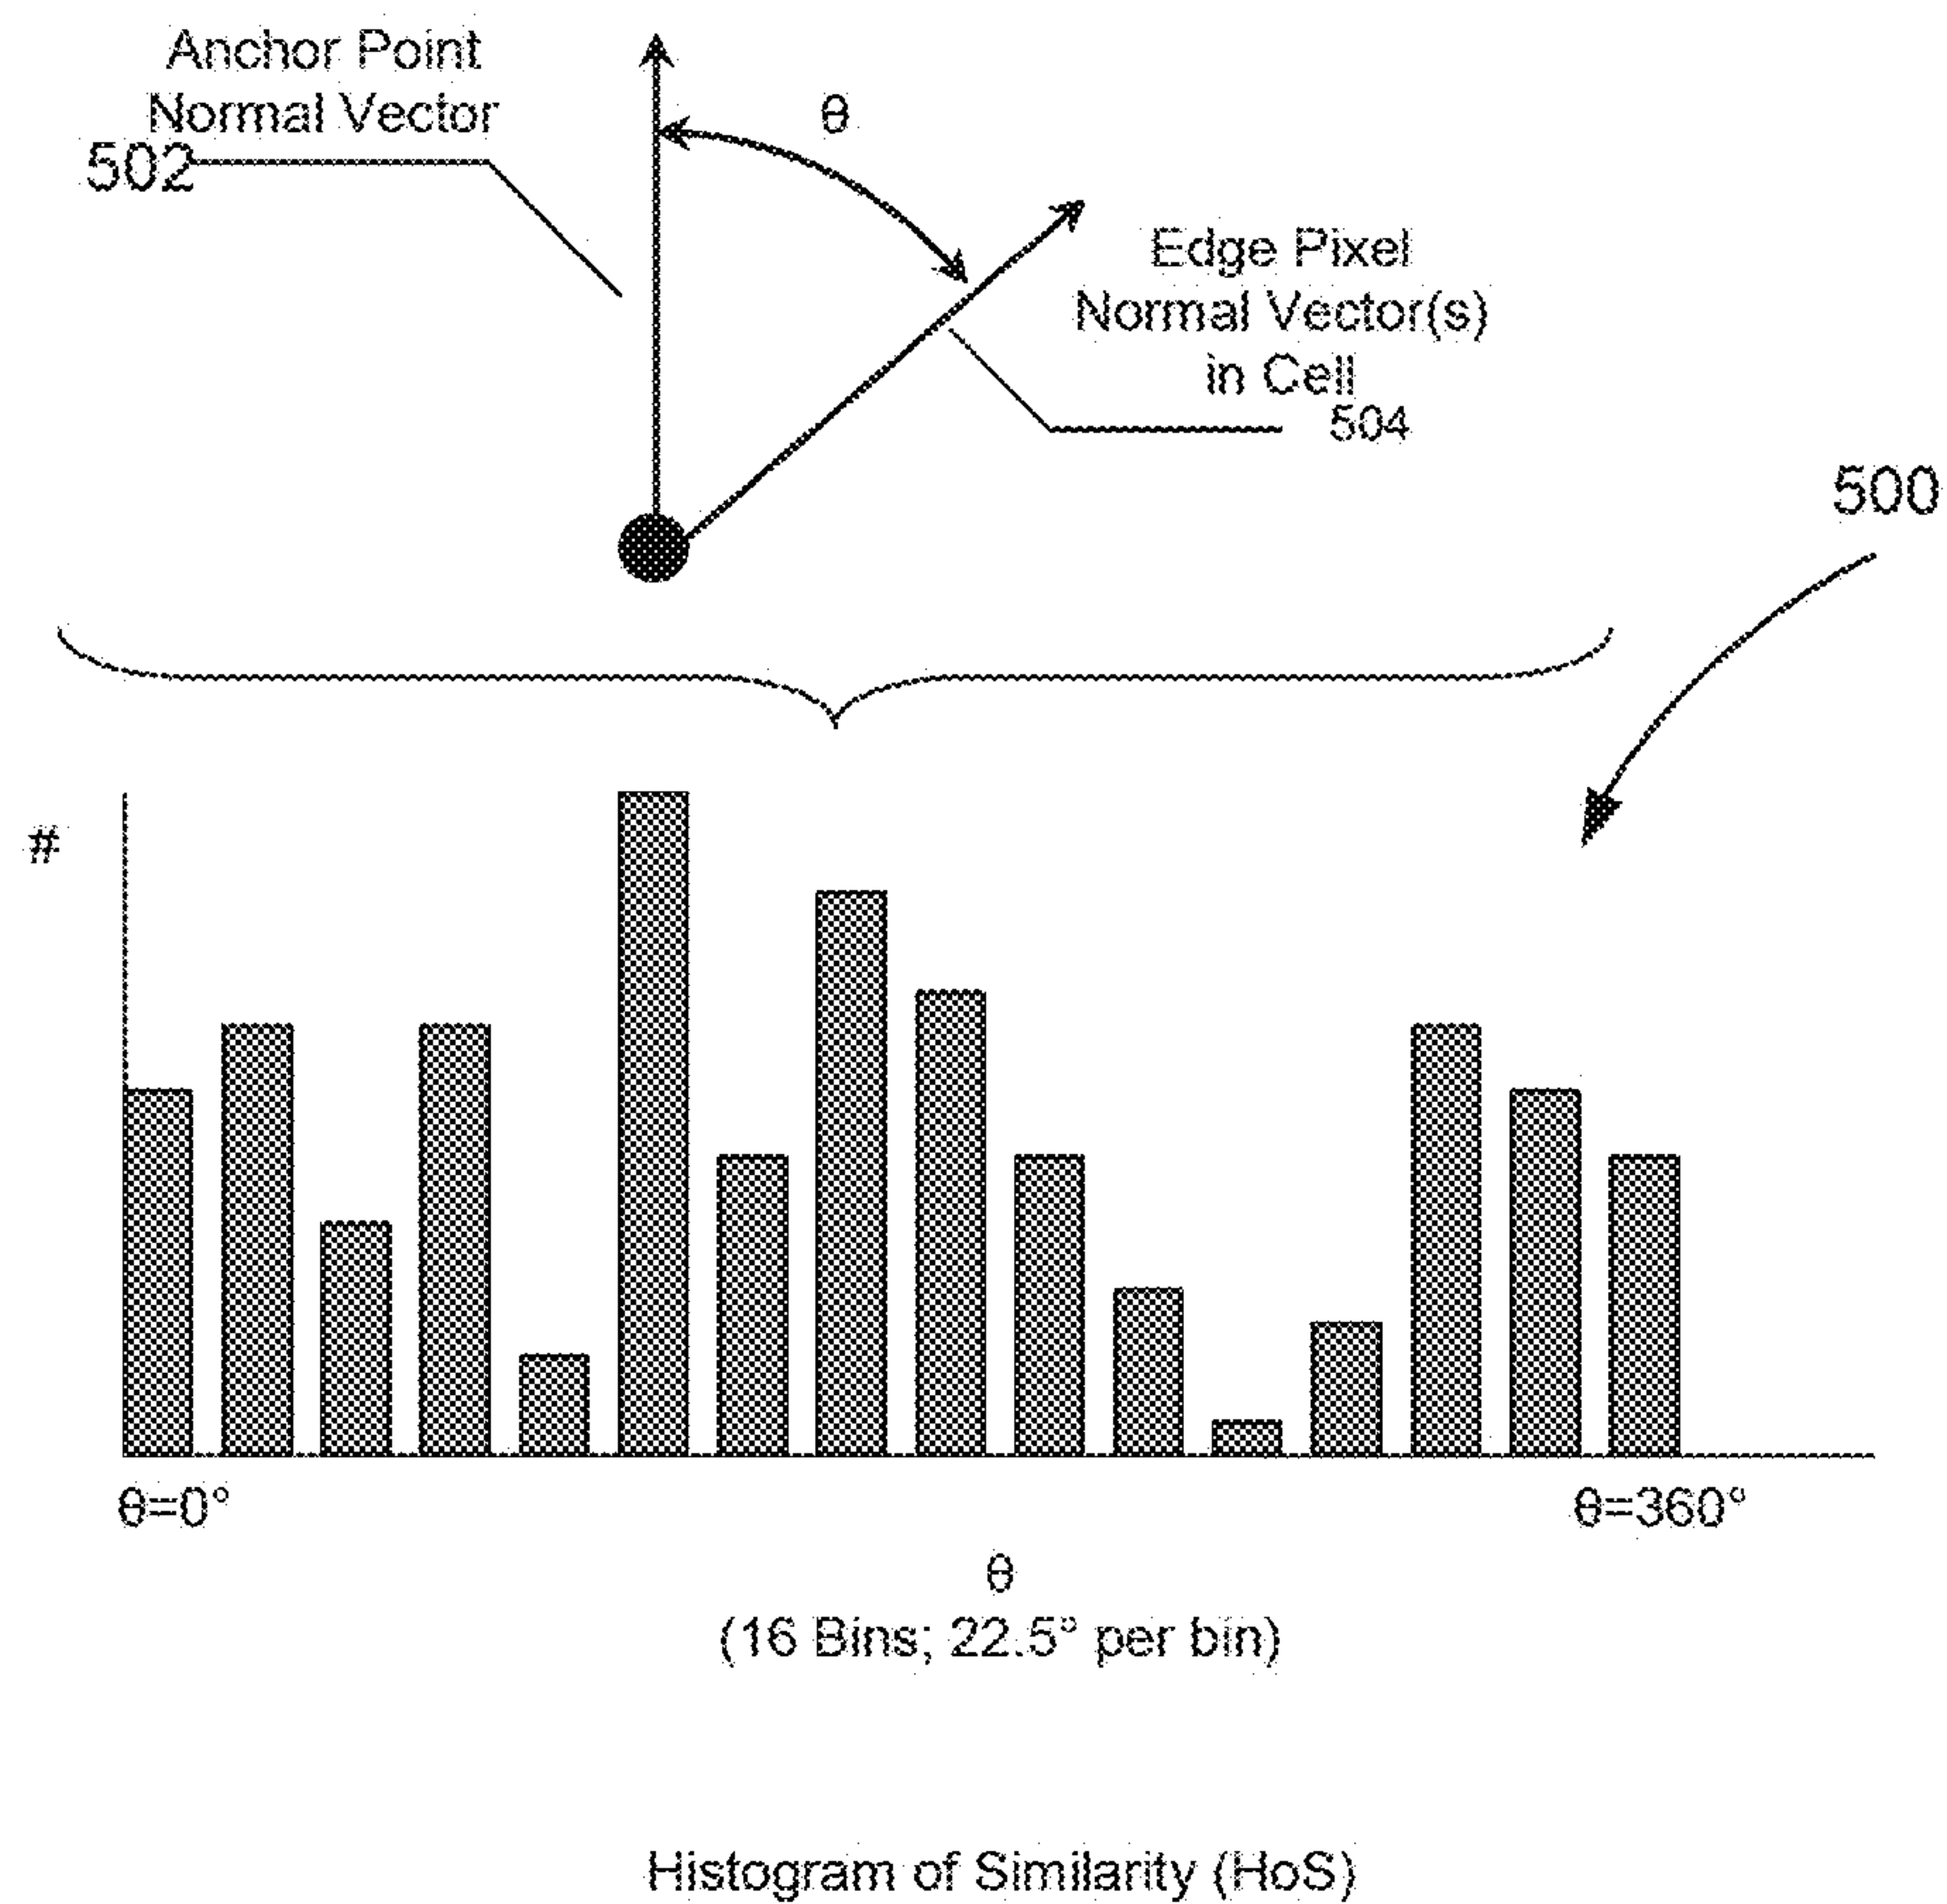 Anchor Point
Normal Vector
502
θ
Edge Pixel
Normal Vector(s)
in Cell
504
500
#
θ=0°
θ=360°
θ
(16 Bins; 22.5° per bin)
Histogram of Similarity (HoS)